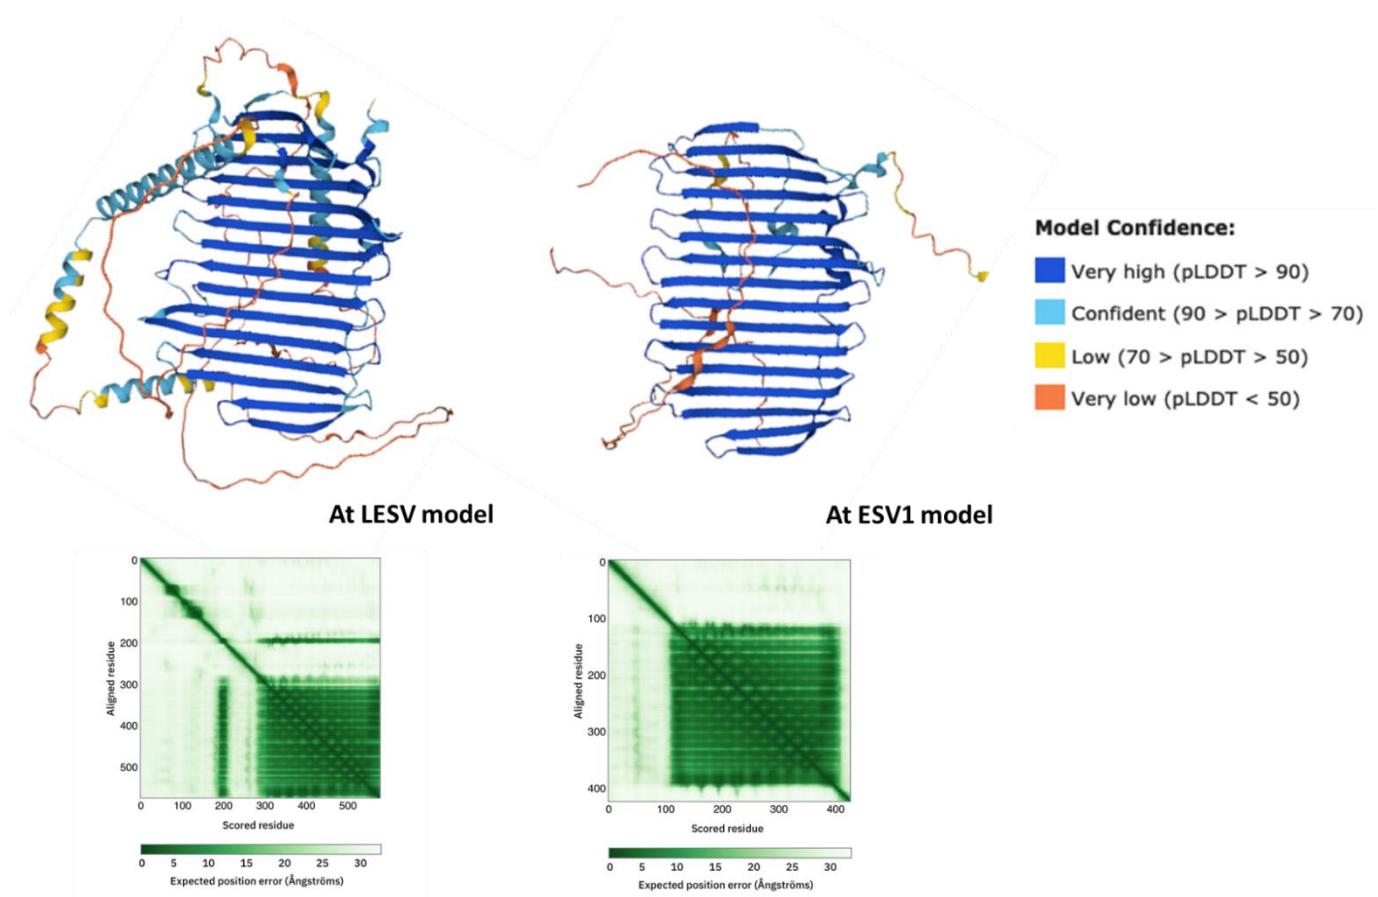 Model Confidence:
Very high (pLDDT > 90)
Confident (90 > pLDDT > 70)
Low (70 > pLDDT > 50)
Very low (pLDDT < 50)
At LESV model
At ESV1 model
0
100
200
300
400
500
Aligned residue
0 100 200 300 400 500
Scored residue
0 5 10 15 20 25 30
Expected position error (Ångströms)
0
100
200
300
400
Aligned residue
0 100 200 300 400
Scored residue
0 5 10 15 20 25 30
Expected position error (Ångströms)